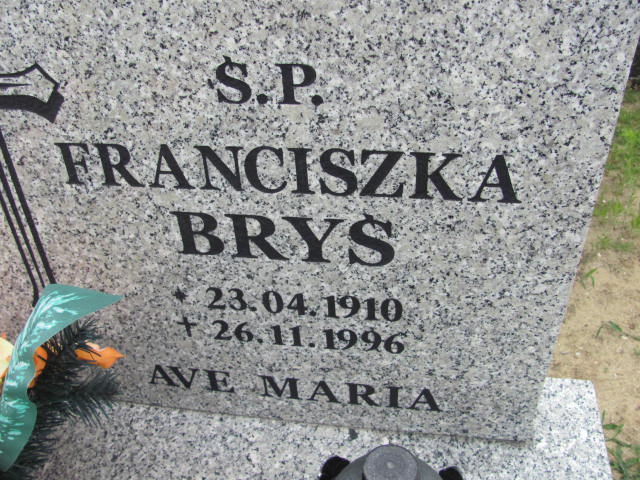 Ś.P.
FRANCISZKA
BRYŚ
* 23.04.1910
+ 26.11.1996
AVE MARIA